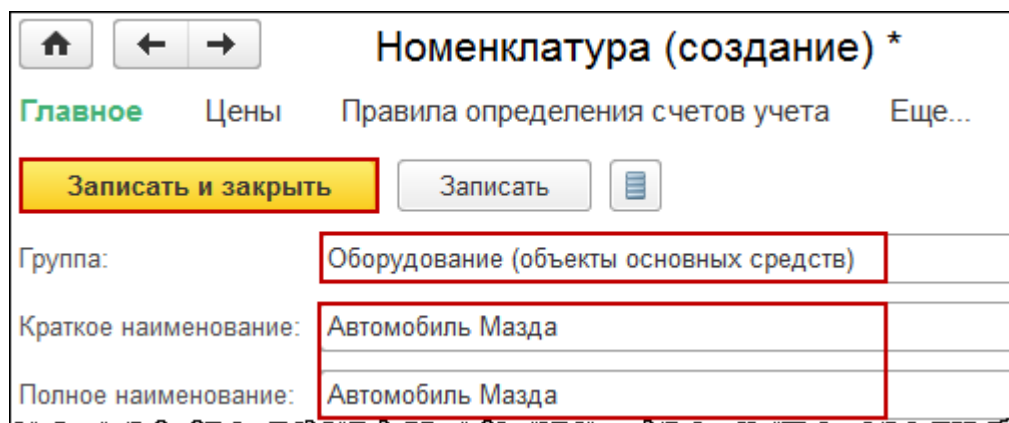 Номенклатура (создание) *
Главное Цены Правила определения счетов учета Еще...
Записать и закрыть Записать
Группа: Оборудование (объекты основных средств)
Краткое наименование: Автомобиль Мазда
Полное наименование: Автомобиль Мазда